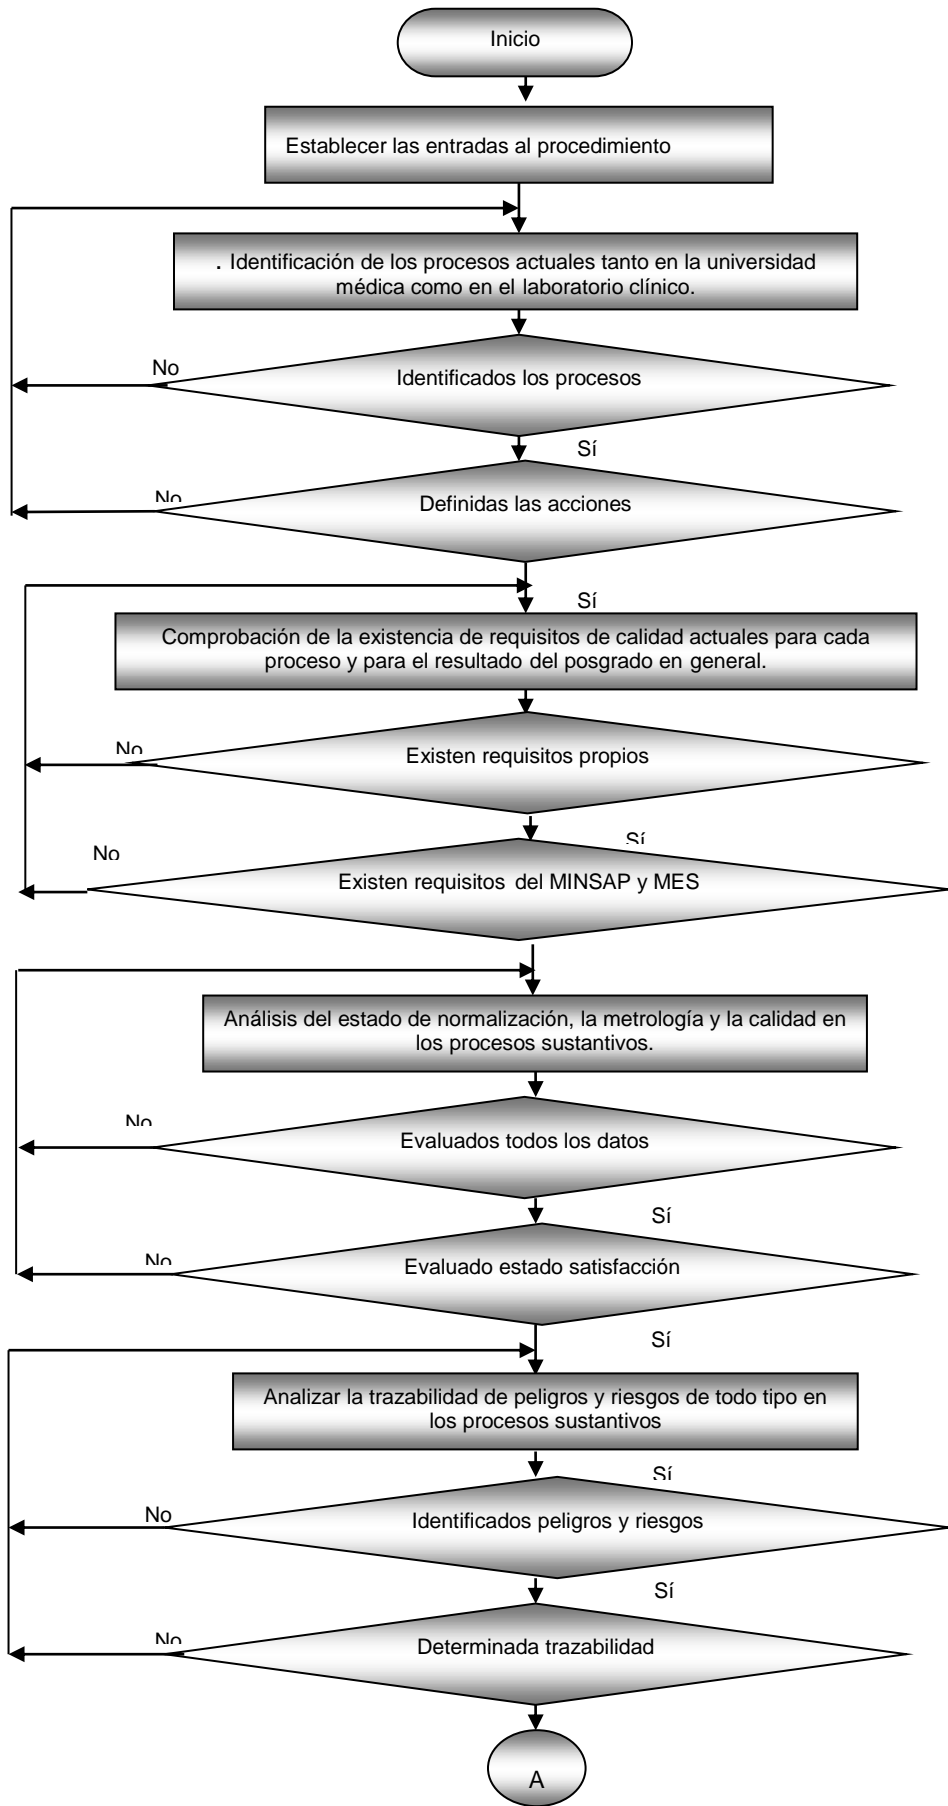 Inicio
Establecer las entradas al procedimiento
. Identificación de los procesos actuales tanto en la universidad
médica como en el laboratorio clínico.
No
Identificados los procesos
Sí
No
Definidas las acciones
Sí
Comprobación de la existencia de requisitos de calidad actuales para cada
proceso y para el resultado del posgrado en general.
No
Existen requisitos propios
Sí
No
Existen requisitos del MINSAP y MES
Análisis del estado de normalización, la metrología y la calidad en
los procesos sustantivos.
No
Evaluados todos los datos
Sí
No
Evaluado estado satisfacción
Sí
Analizar la trazabilidad de peligros y riesgos de todo tipo en
los procesos sustantivos
Sí
No
Identificados peligros y riesgos
Sí
No
Determinada trazabilidad
A